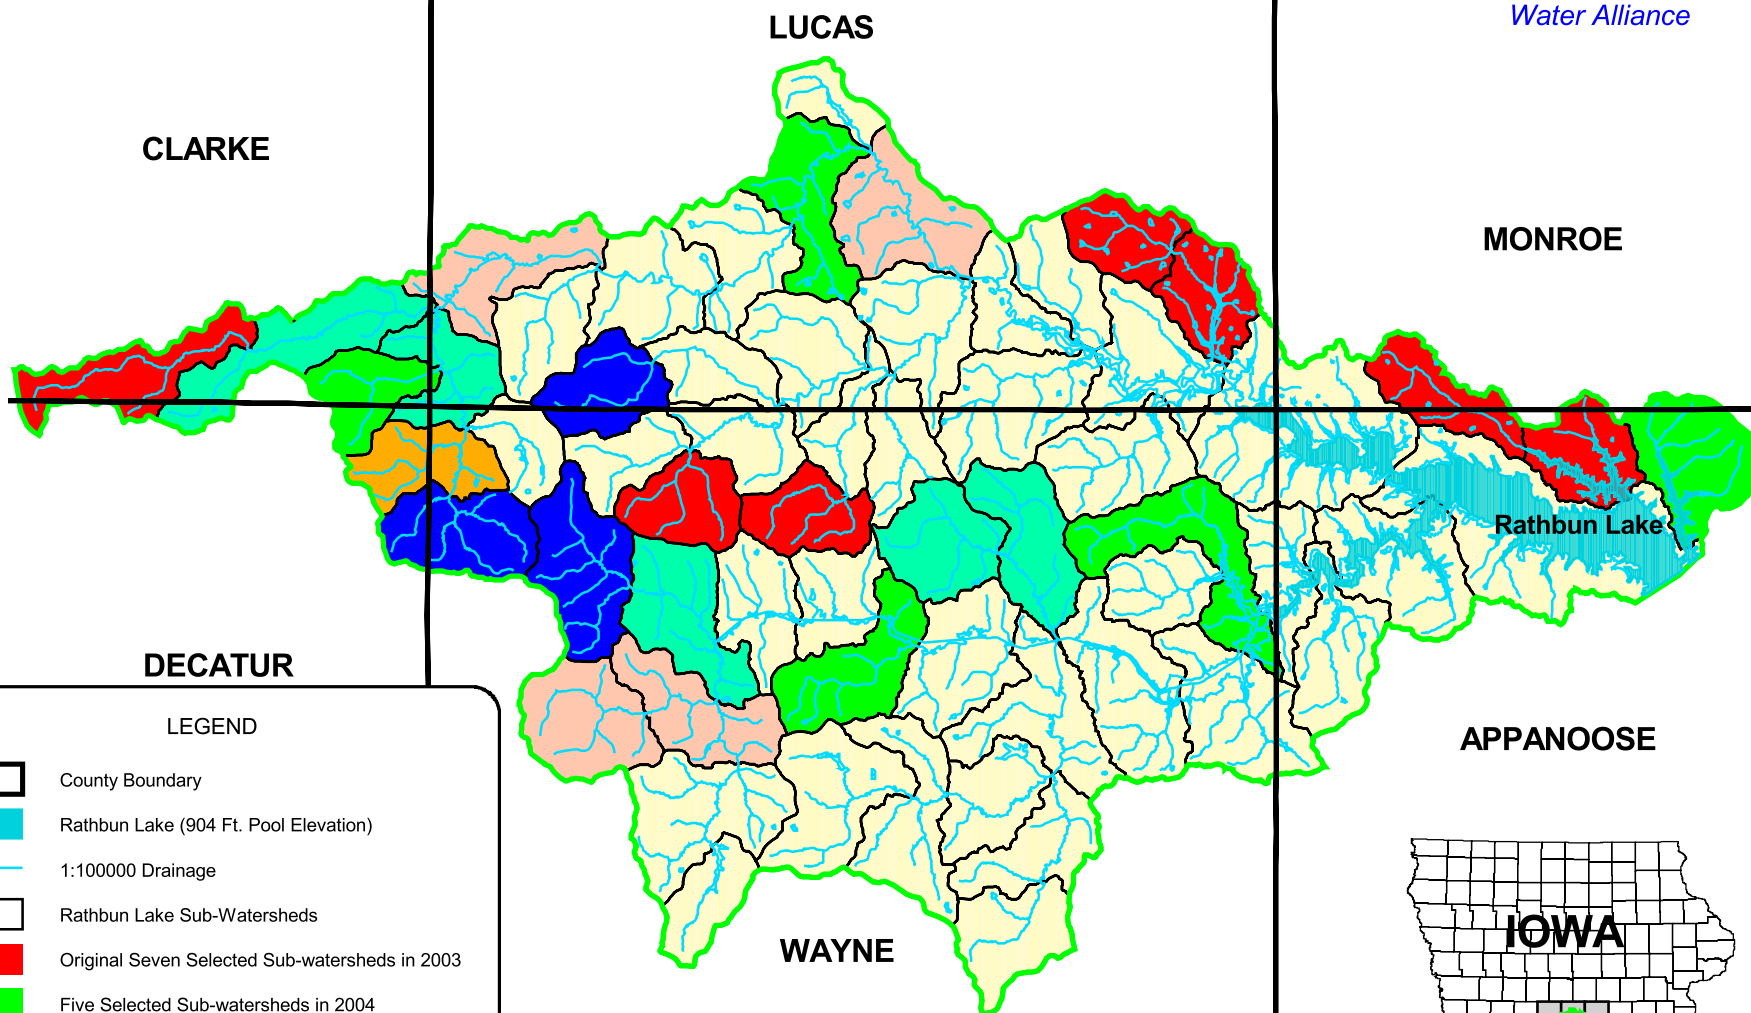 Water Alliance
LUCAS
CLARKE
MONROE
Rathbun Lake
DECATUR
APPANOOSE
WAYNE
LEGEND
County Boundary
Rathbun Lake (904 Ft. Pool Elevation)
1:100000 Drainage
Rathbun Lake Sub-Watersheds
Original Seven Selected Sub-watersheds in 2003
Five Selected Sub-watersheds in 2004
IOWA